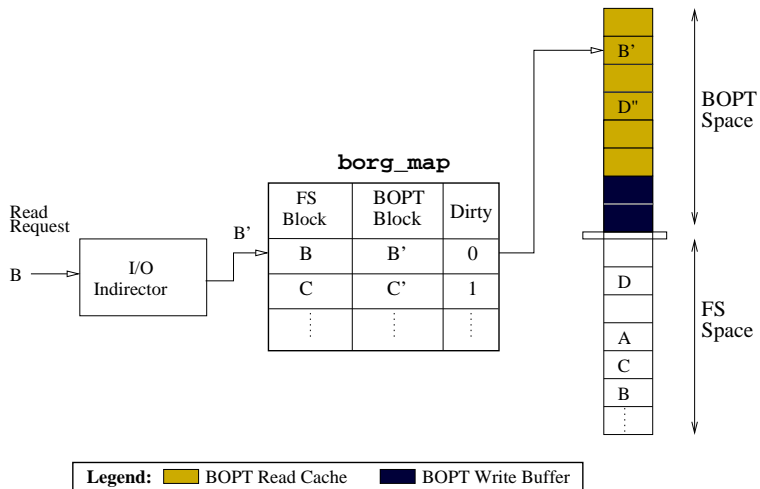 B’
D"
BOPT
Space
borg_map
FS
Block
BOPT
Block
Dirty
Read
Request
B
I/O
Indirector
B’
B B’ 0
C C’ 1
D
A
C
B
FS
Space
Legend: BOPT Read Cache BOPT Write Buffer